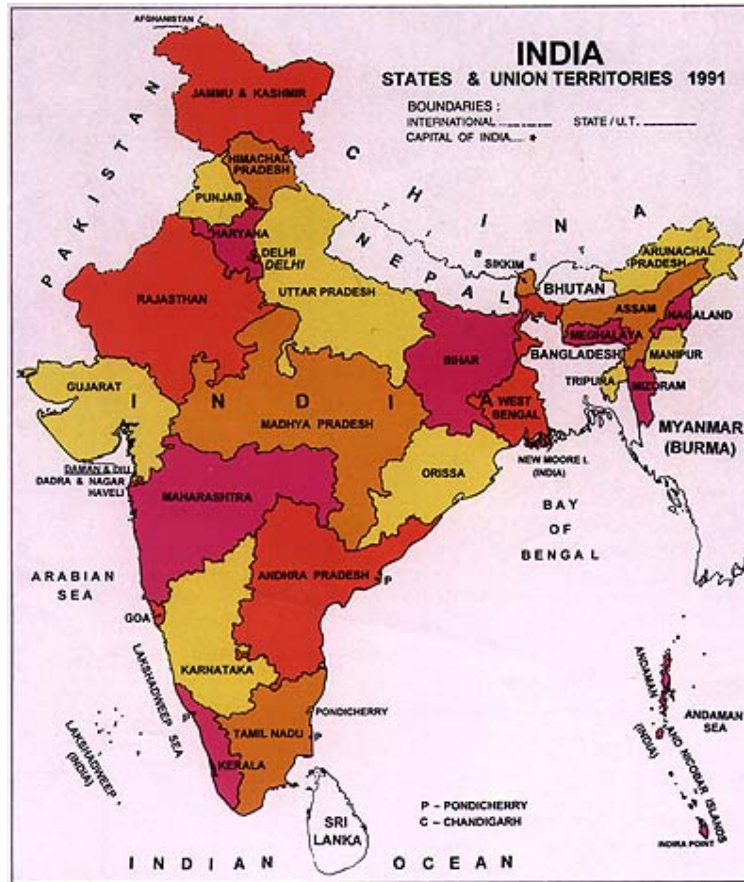 AFGHANISTAN
INDIA
STATES & UNION TERRITORIES 1991
BOUNDARIES :
INTERNATIONAL STATE / U.T.
CAPITAL OF INDIA *
JAMMU & KASHMIR
PAKISTAN
CHINA
HIMACHAL
PRADESH
PUNJAB
HARYANA
DELHI
DELHI
TIBET
NEPAL
SIKKIM
BHUTAN
ARUNACHAL
PRADESH
RAJASTHAN
UTTAR PRADESH
ASSAM
NAGALAND
MEGHALAYA
BIHAR
BANGLADESH
MANIPUR
TRIPURA
MIZORAM
GUJARAT
INDIA
MADHYA PRADESH
WEST
BENGAL
MYANMAR
(BURMA)
DAMAN & DIU
DADRA & NAGAR
HAVELI
MAHARASHTRA
ORISSA
NEW MOORE I.
(INDIA)
BAY
OF
BENGAL
ARABIAN
SEA
ANDHRA PRADESH
P
GOA
KARNATAKA
LAKSHADWEEP SEA
LAKSHADWEEP
(INDIA)
P
PONDICHERRY
TAMIL NADU
P
KERALA
ANDAMAN AND NICOBAR ISLANDS
(INDIA)
ANDAMAN
SEA
INDIRA POINT
P – PONDICHERRY
C – CHANDIGARH
SRI
LANKA
INDIAN OCEAN